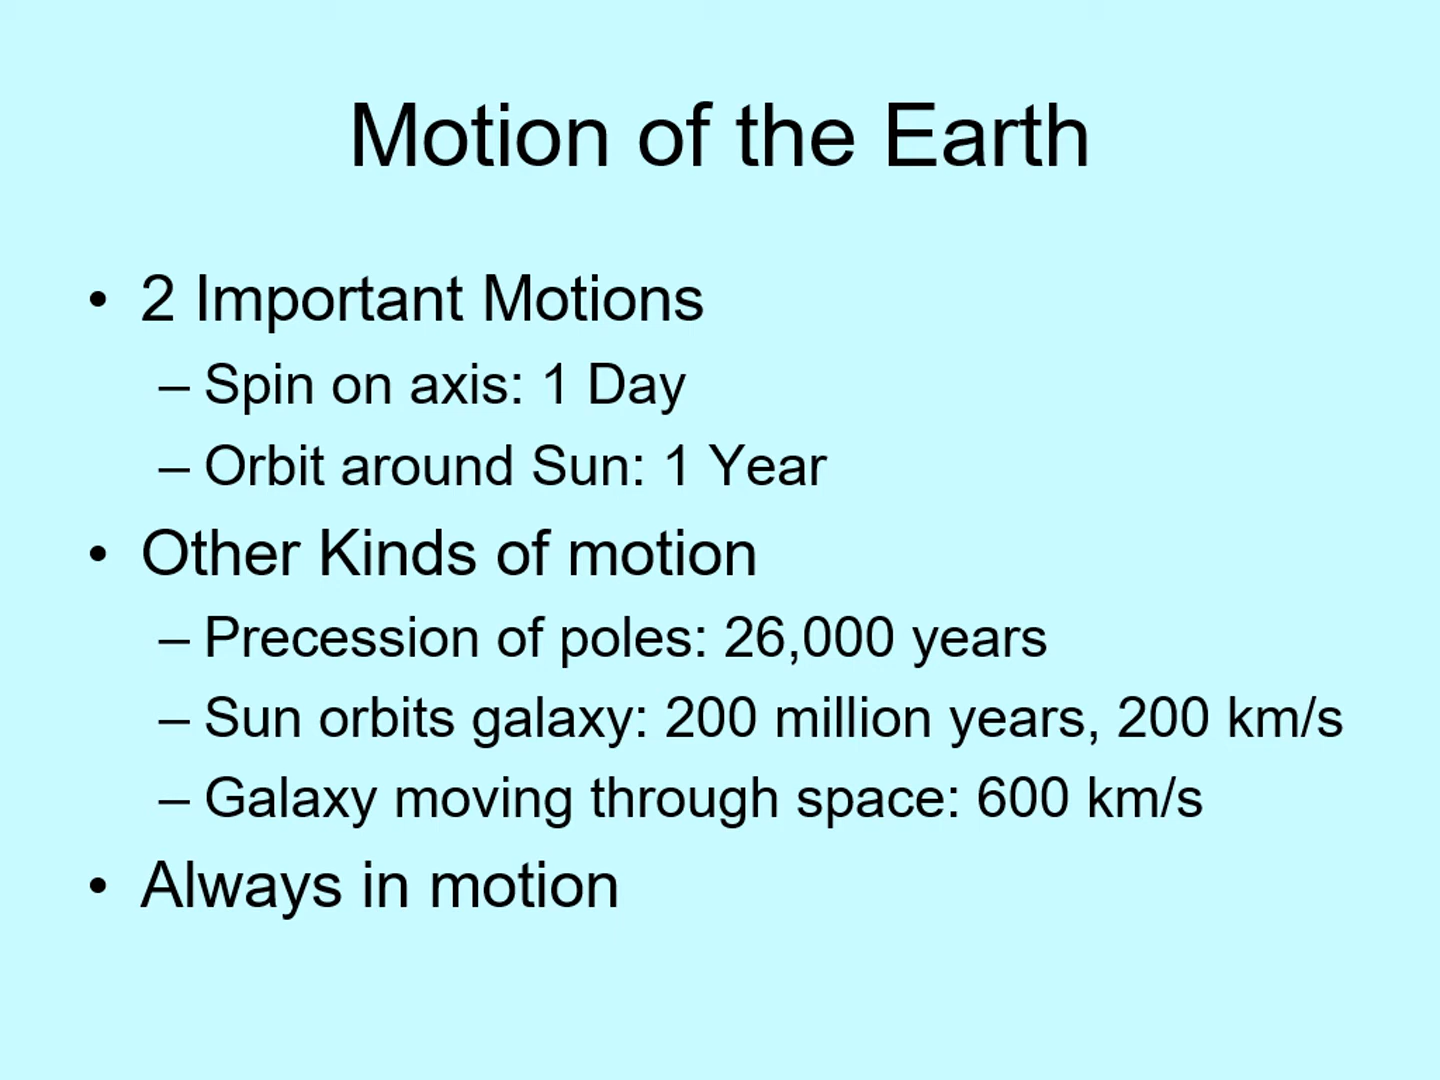 Motion of the Earth
• 2 Important Motions
– Spin on axis: 1 Day
– Orbit around Sun: 1 Year
• Other Kinds of motion
– Precession of poles: 26,000 years
– Sun orbits galaxy: 200 million years, 200 km/s
– Galaxy moving through space: 600 km/s
• Always in motion